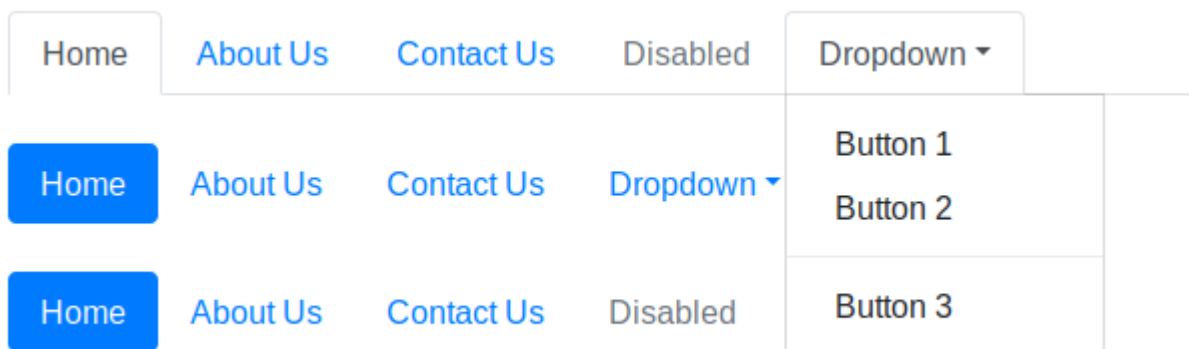 Home About Us Contact Us Disabled Dropdown
Button 1
Home About Us Contact Us Dropdown
Button 2
Home About Us Contact Us Disabled Button 3